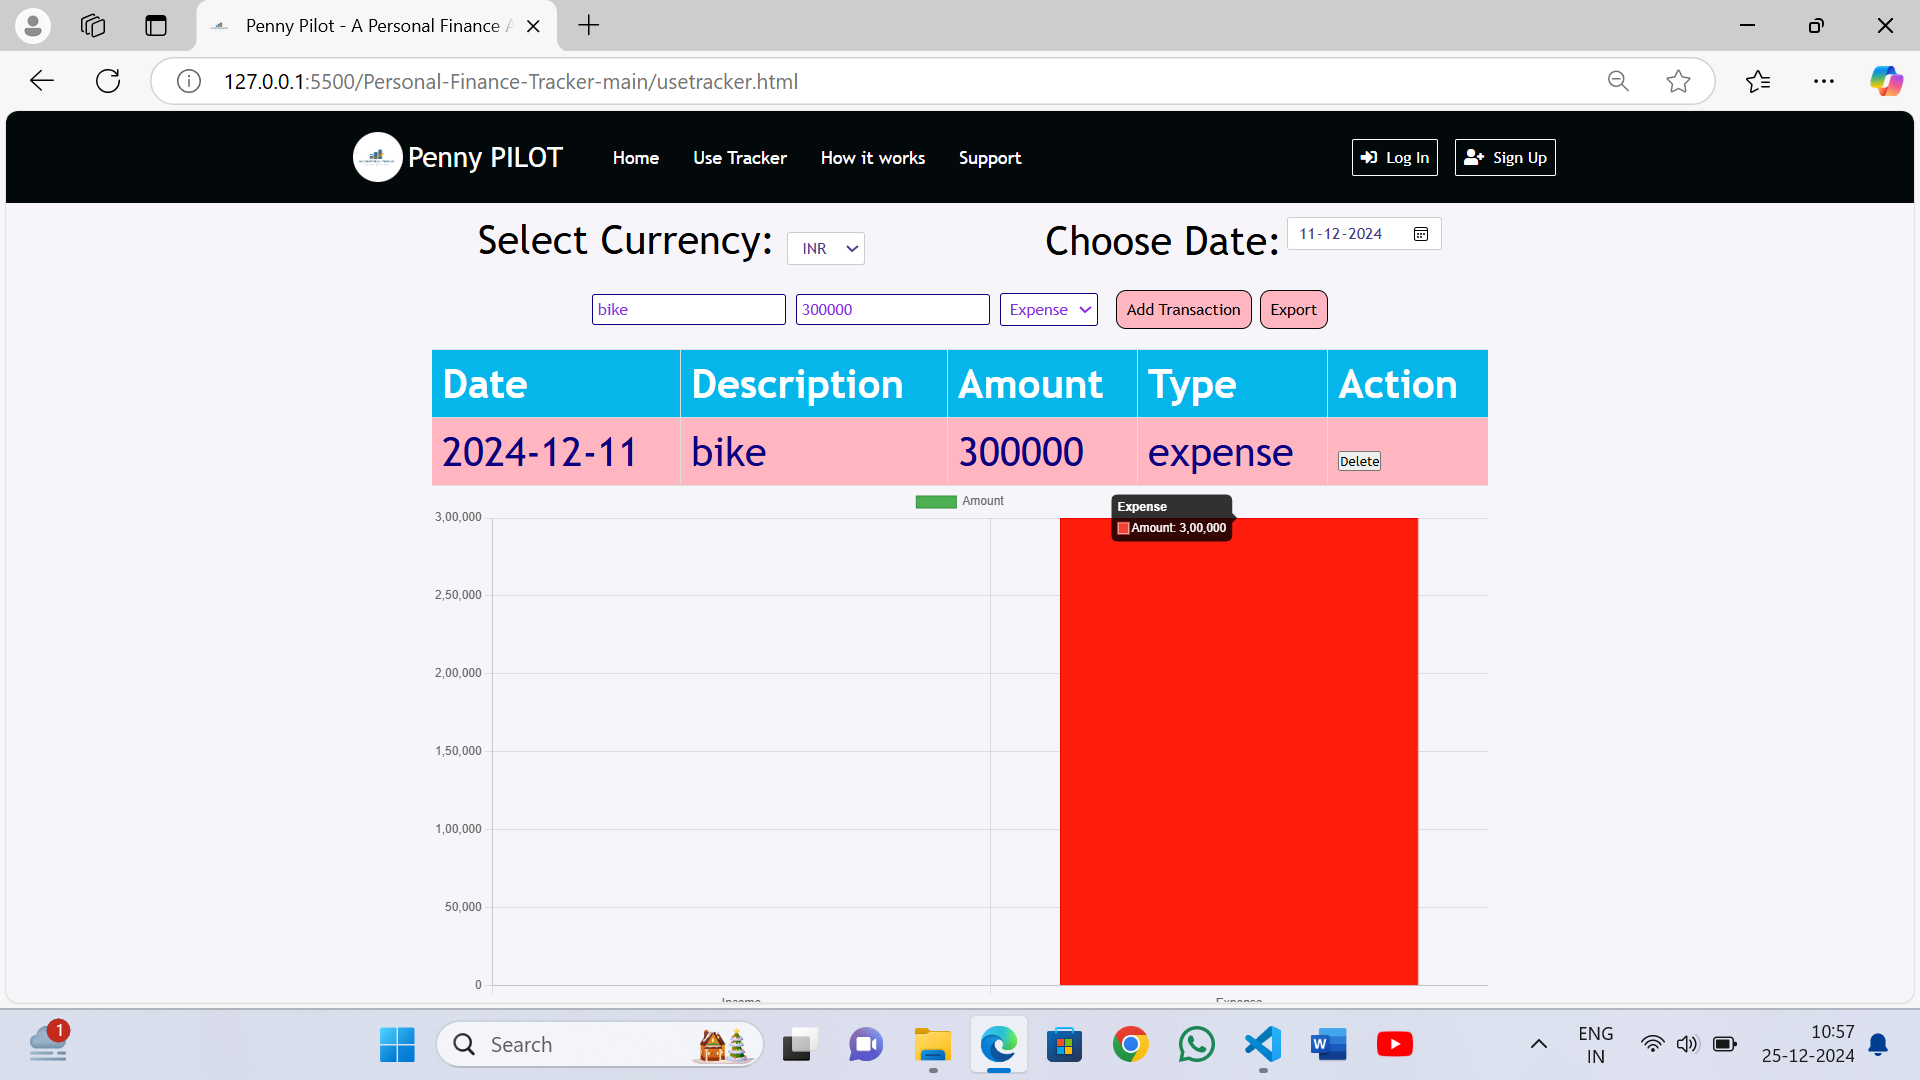 Penny Pilot - A Personal Finance A
127.0.0.1:5500/Personal-Finance-Tracker-main/usetracker.html
Penny PILOT
Home
Use Tracker
How it works
Support
Log In
Sign Up
Select Currency:
INR
Choose Date:
11-12-2024
bike
300000
Expense
Add Transaction
Export
Date Description Amount Type Action
2024-12-11 bike 300000 expense Delete
Amount
Expense
Amount: 3,00,000
3,00,000
2,50,000
2,00,000
1,50,000
1,00,000
50,000
0
Income
Expense
1
Search
W
ENG
IN
10:57
25-12-2024